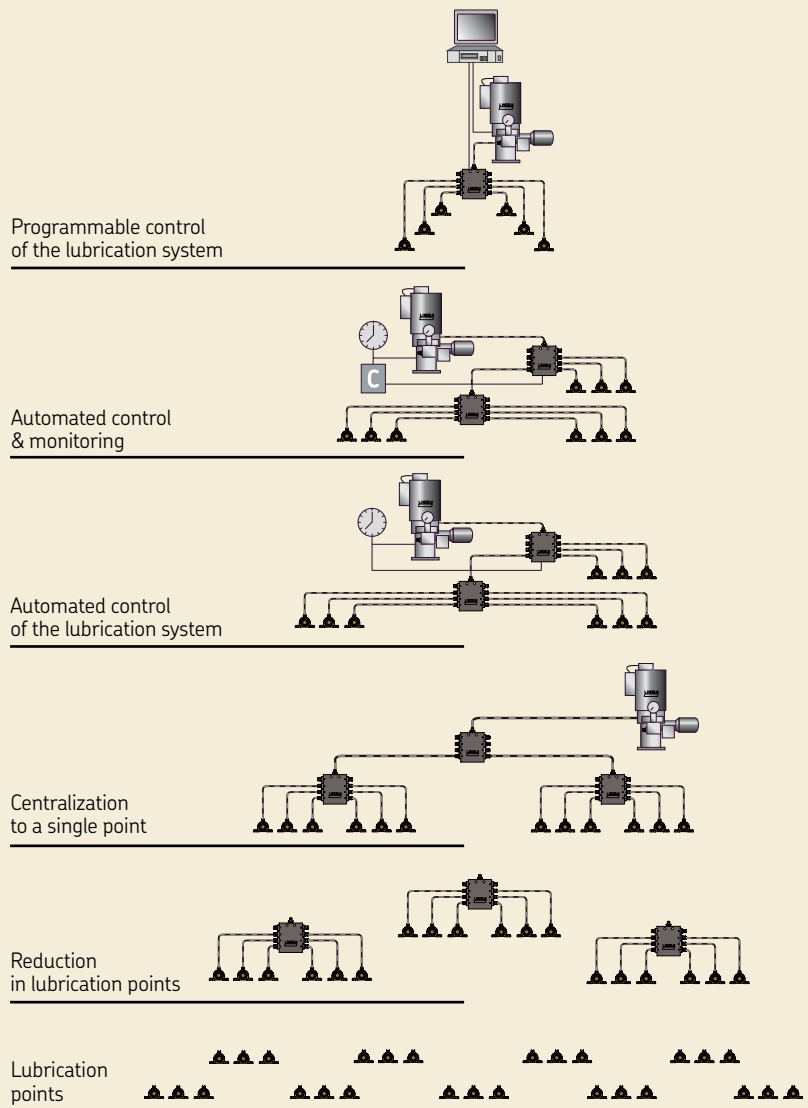 Programmable control
of the lubrication system
C
Automated control
& monitoring
Automated control
of the lubrication system
Centralization
to a single point
Reduction
in lubrication points
Lubrication
points